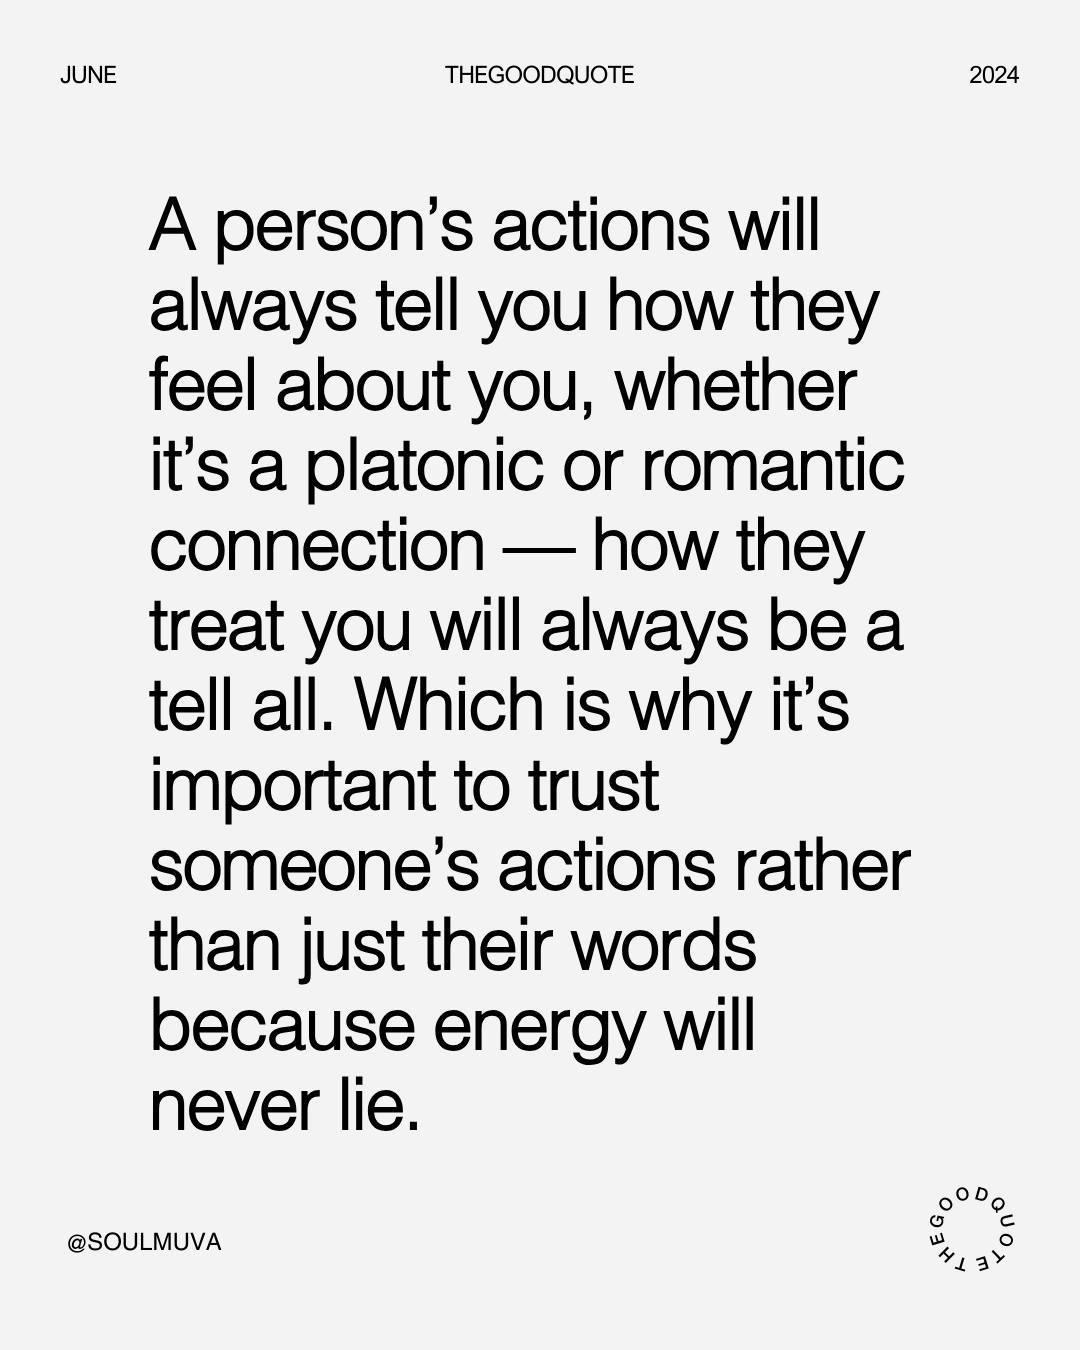 JUNE THEGOODQUOTE 2024
A person’s actions will
always tell you how they
feel about you, whether
it’s a platonic or romantic
connection — how they
treat you will always be a
tell all. Which is why it’s
important to trust
someone’s actions rather
than just their words
because energy will
never lie.
@SOULMUVA
THEGOODQUOTE